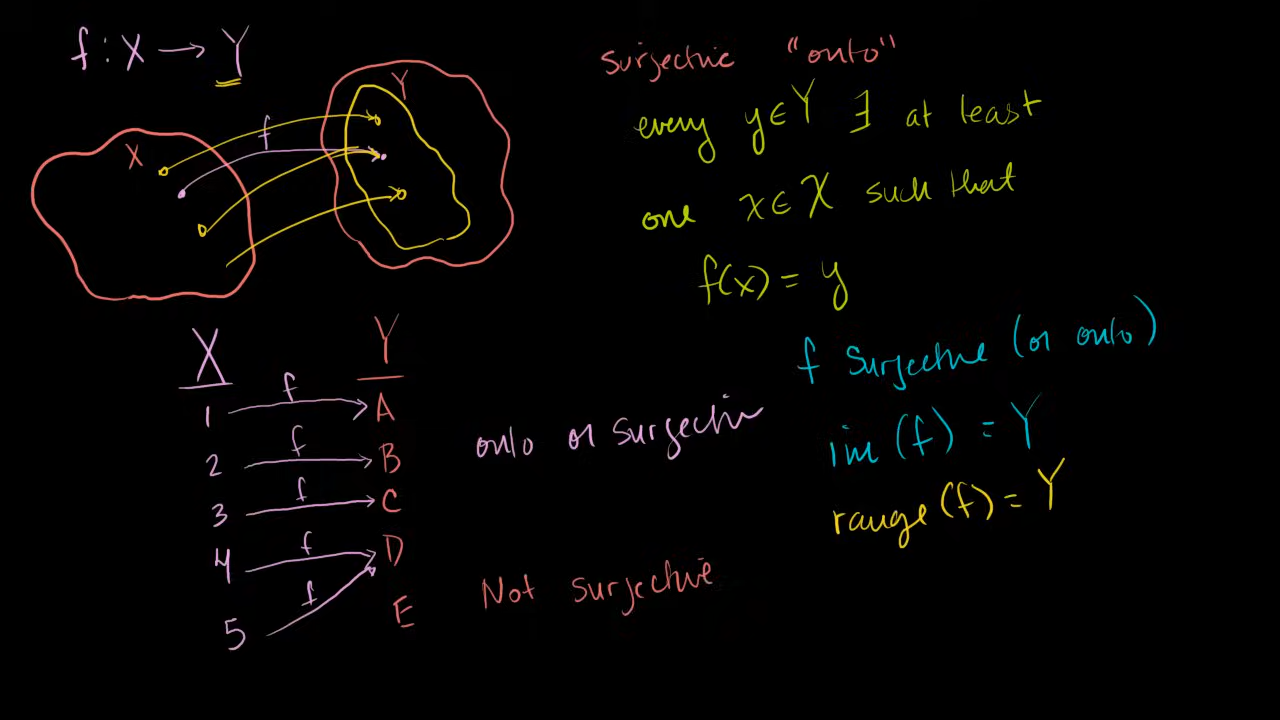 f : X → Y
X
f
Y
surjective "onto"
every y ∈ Y ∃ at least
one x ∈ X such that
f(x) = y
f surjective (or onto)
im (f) = Y
range (f) = Y
X Y
1 f A
2 f B
3 f C
4 f D
5 f E
onto or surjectiv
Not surjective